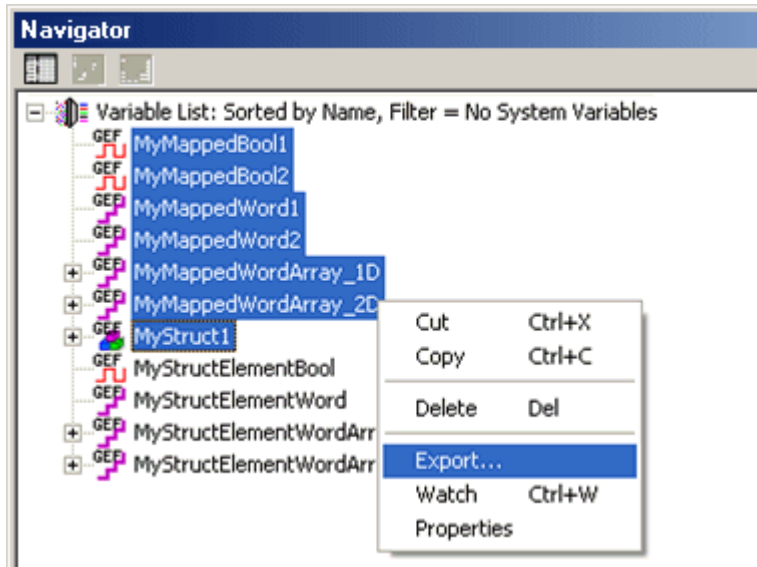 Navigator
Variable List: Sorted by Name, Filter = No System Variables
GEF MyMappedBool1
GEF MyMappedBool2
GEF MyMappedWord1
GEF MyMappedWord2
GEF MyMappedWordArray_1D
GEF MyMappedWordArray_2D
GEF MyStruct1
GEF MyStructElementBool
GEF MyStructElementWord
GEF MyStructElementWordArr
GEF MyStructElementWordArr
Cut Ctrl+X
Copy Ctrl+C
Delete Del
Export...
Watch Ctrl+W
Properties